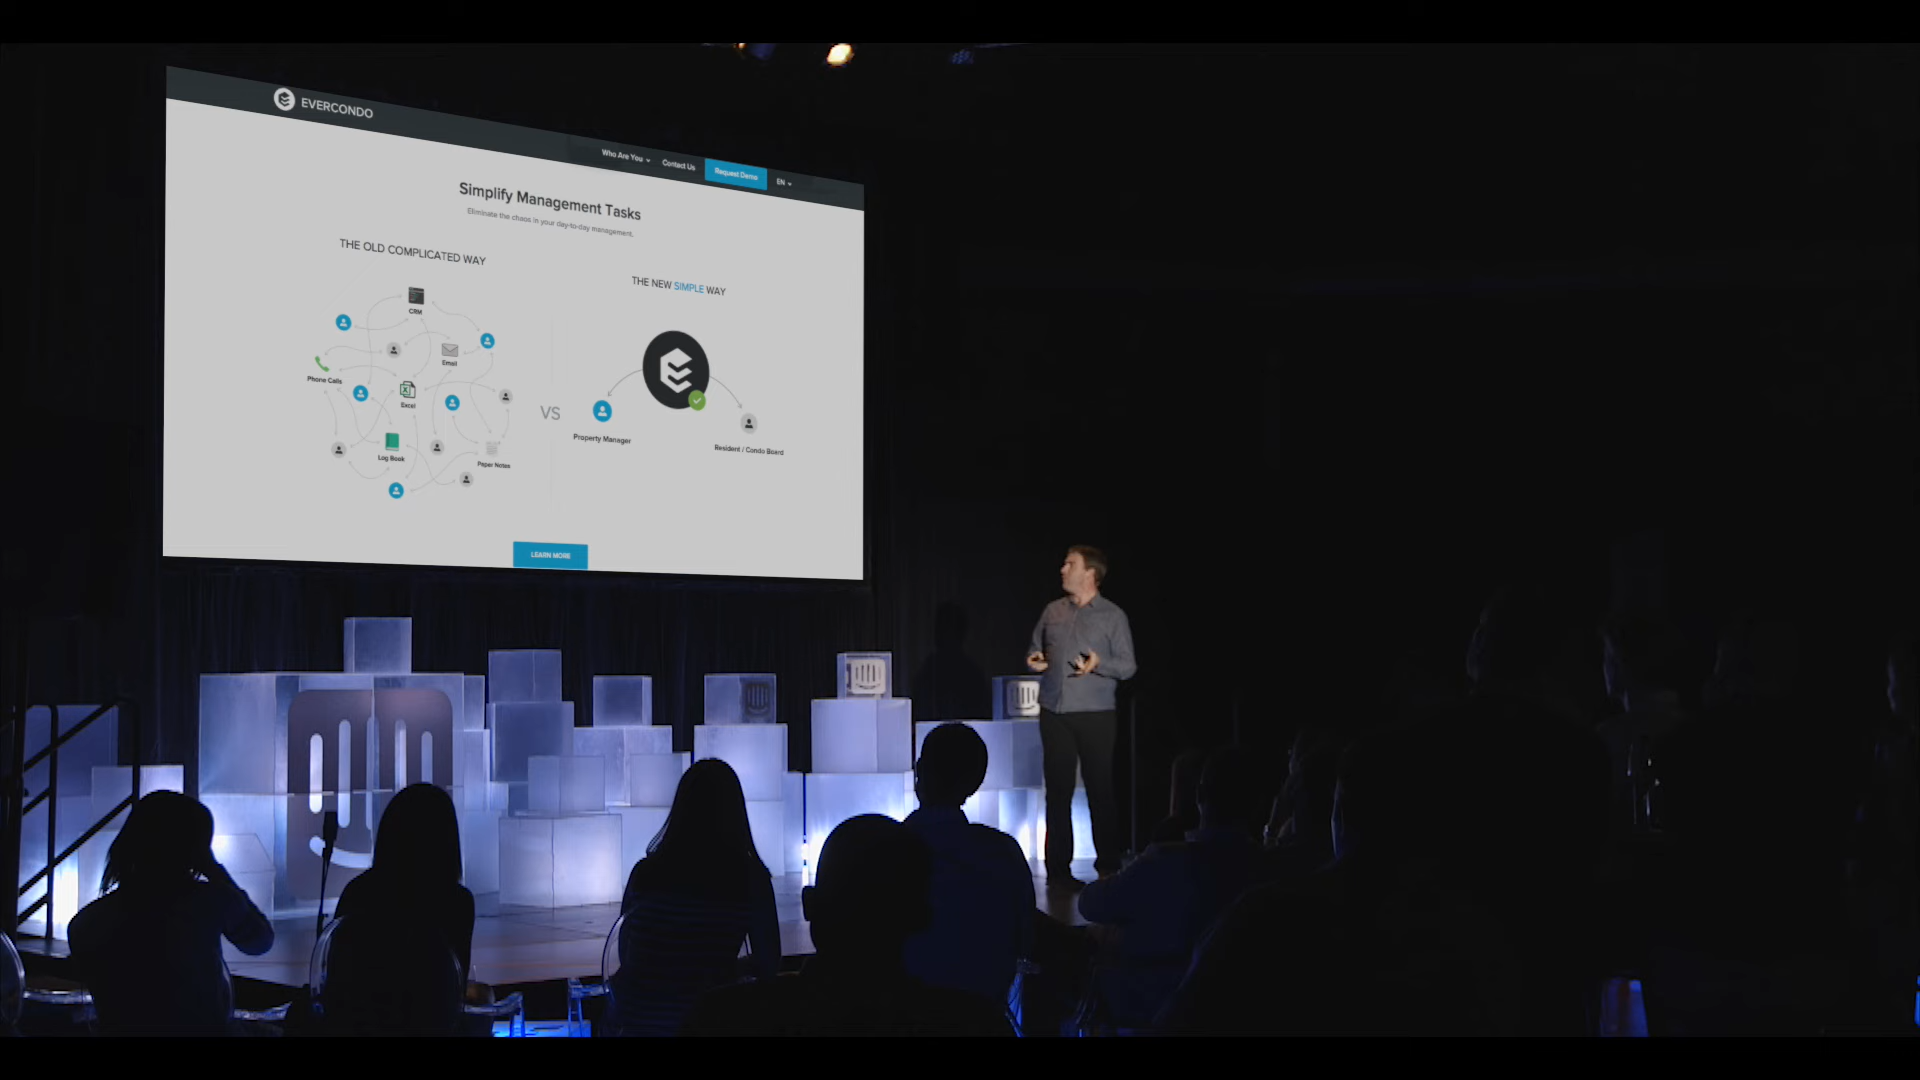 EVERCONDO
Who Are You
Contact Us
Request Demo
EN
Simplify Management Tasks
Eliminate the chaos in your day-to-day management.
THE OLD COMPLICATED WAY
CRM
Email
Phone Calls
Excel
Log Book
Paper Notes
VS
THE NEW SIMPLE WAY
Property Manager
Resident / Condo Board
LEARN MORE